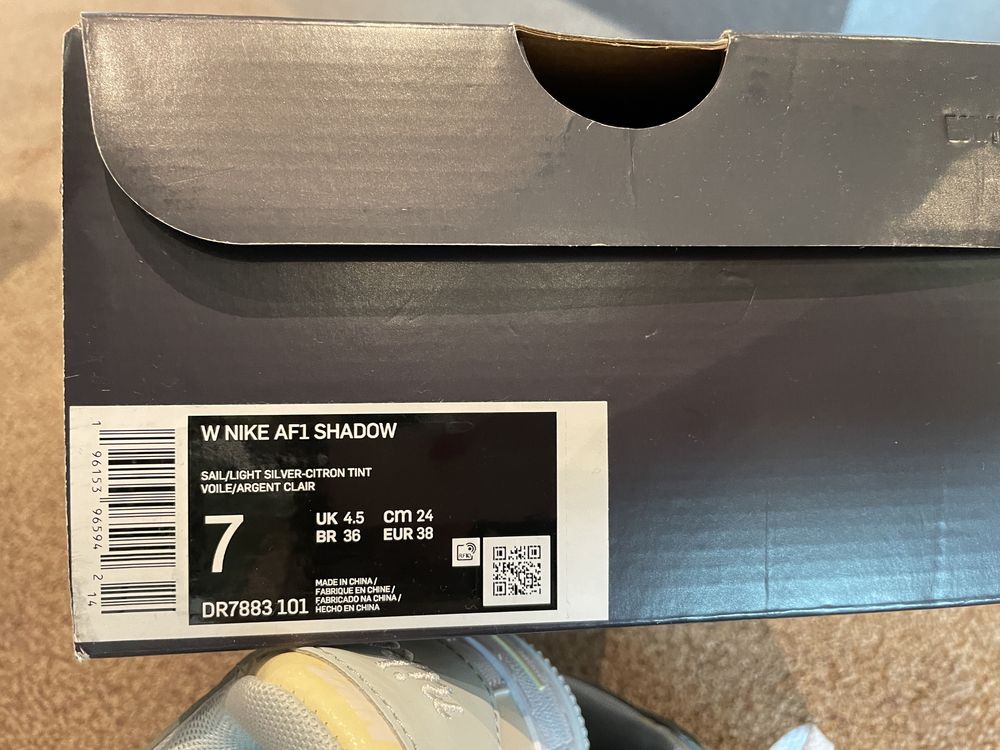 W NIKE AF1 SHADOW
SAIL/LIGHT SILVER-CITRON TINT
VOILE/ARGENT CLAIR
7
UK 4.5 cm 24
BR 36 EUR 38
RFID
MADE IN CHINA /
FABRIQUE EN CHINE /
FABRICADO NA CHINA /
HECHO EN CHINA
DR7883 101
1 96153 96594 2 14